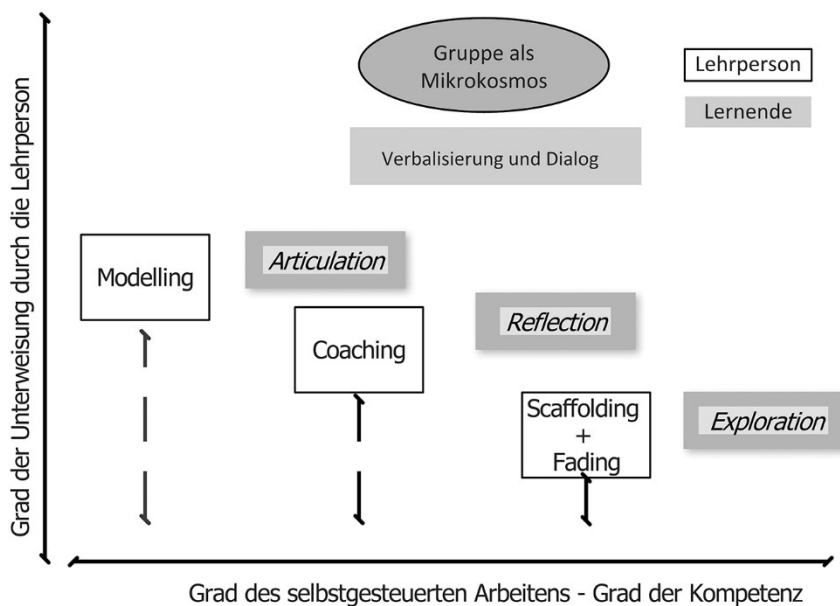 Grad der Unterweisung durch die Lehrperson
Gruppe als
Mikrokosmos
Lehrperson
Lernende
Verbalisierung und Dialog
Modelling
Articulation
Coaching
Reflection
Scaffolding
+
Fading
Exploration
Grad des selbstgesteuerten Arbeitens - Grad der Kompetenz